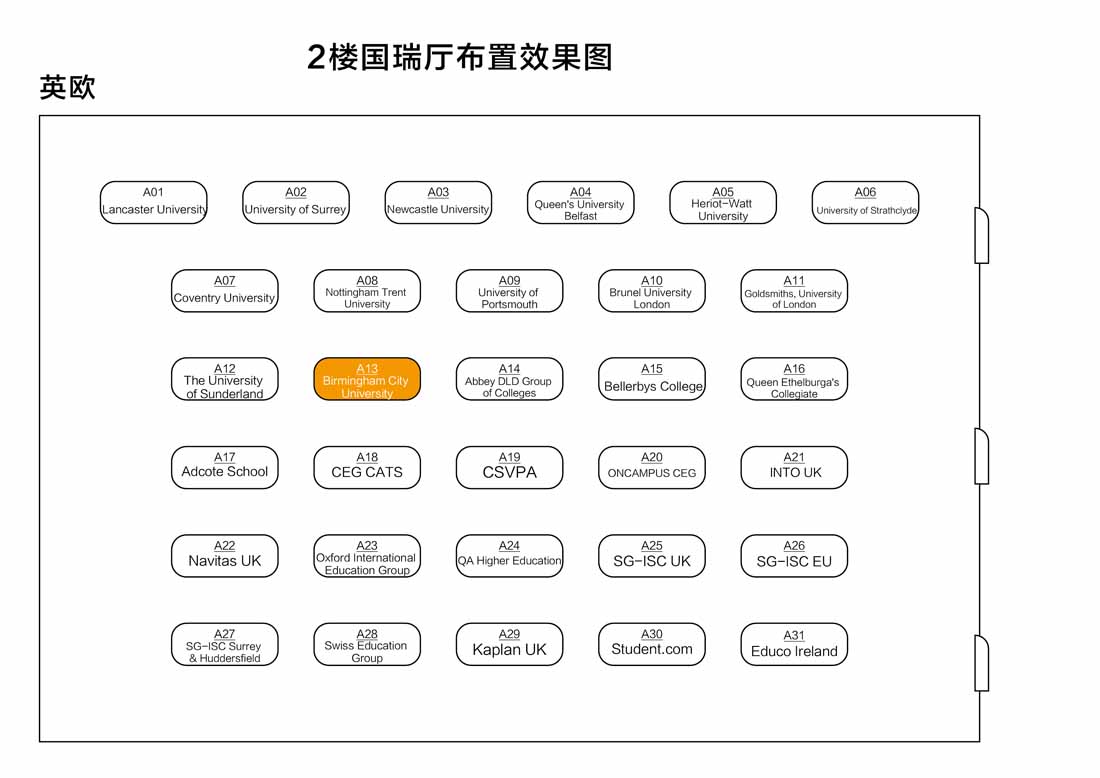 2楼国瑞厅布置效果图
英欧
A01
Lancaster University
A02
University of Surrey
A03
Newcastle University
A04
Queen's University
Belfast
A05
Heriot-Watt
University
A06
University of Strathclyde
A07
Coventry University
A08
Nottingham Trent
University
A09
University of
Portsmouth
A10
Brunel University
London
A11
Goldsmiths, University
of London
A12
The University
of Sunderland
A13
Birmingham City
University
A14
Abbey DLD Group
of Colleges
A15
Bellerbys College
A16
Queen Ethelburga's
Collegiate
A17
Adcote School
A18
CEG CATS
A19
CSVPA
A20
ONCAMPUS CEG
A21
INTO UK
A22
Navitas UK
A23
Oxford International
Education Group
A24
QA Higher Education
A25
SG-ISC UK
A26
SG-ISC EU
A27
SG-ISC Surrey
& Huddersfield
A28
Swiss Education
Group
A29
Kaplan UK
A30
Student.com
A31
Educo Ireland